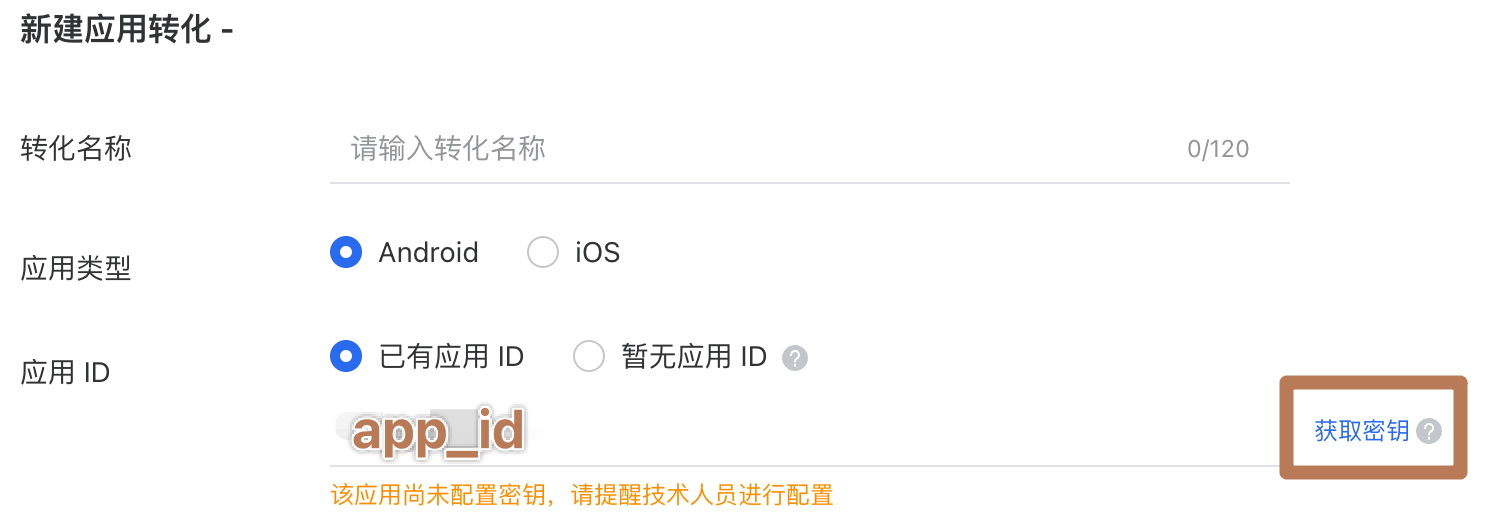 新建应用转化 -
转化名称 请输入转化名称 0/120
应用类型 Android iOS
应用 ID 已有应用 ID 暂无应用 ID ?
app_id 获取密钥 ?
该应用尚未配置密钥，请提醒技术人员进行配置